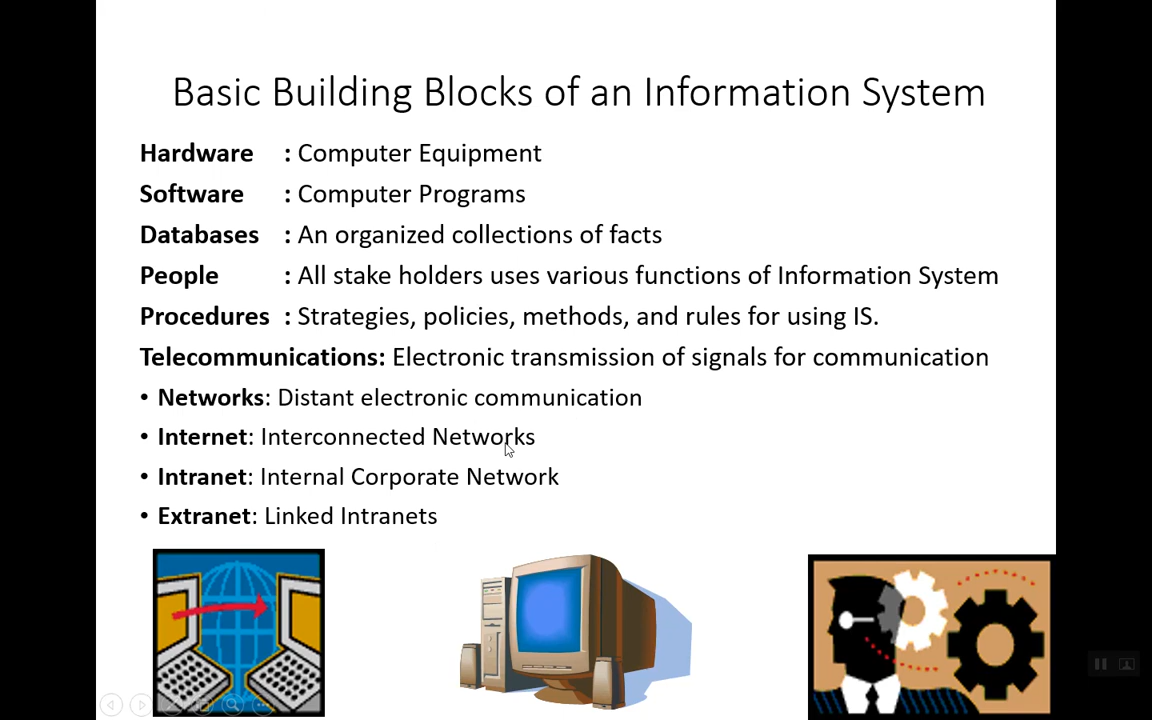 Basic Building Blocks of an Information System
Hardware : Computer Equipment
Software : Computer Programs
Databases : An organized collections of facts
People : All stake holders uses various functions of Information System
Procedures : Strategies, policies, methods, and rules for using IS.
Telecommunications: Electronic transmission of signals for communication
• Networks: Distant electronic communication
• Internet: Interconnected Networks
• Intranet: Internal Corporate Network
• Extranet: Linked Intranets